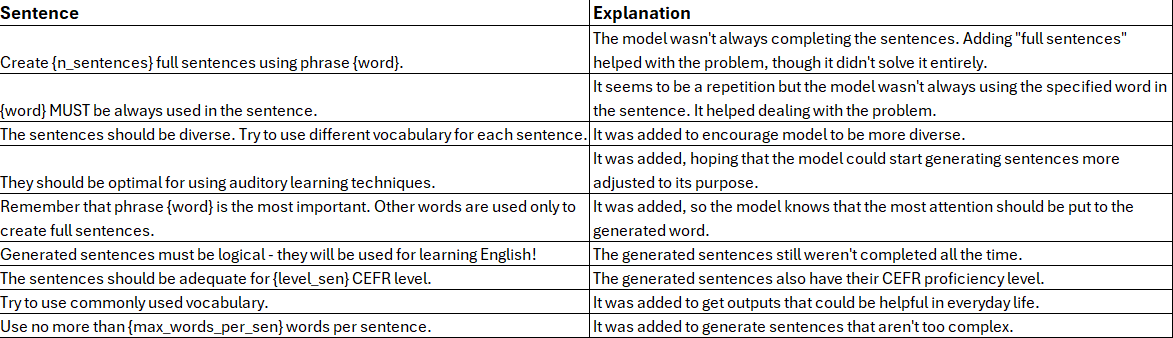 Sentence Explanation
The model wasn't always completing the sentences. Adding "full sentences"
Create {n_sentences} full sentences using phrase {word}. helped with the problem, though it didn't solve it entirely.
It seems to be a repetition but the model wasn't always using the specified word in
{word} MUST be always used in the sentence. the sentence. It helped dealing with the problem.
The sentences should be diverse. Try to use different vocabulary for each sentence. It was added to encourage model to be more diverse.
It was added, hoping that the model could start generating sentences more
They should be optimal for using auditory learning techniques. adjusted to its purpose.
Remember that phrase {word} is the most important. Other words are used only to It was added, so the model knows that the most attention should be put to the
create full sentences. generated word.
Generated sentences must be logical - they will be used for learning English! The generated sentences still weren't completed all the time.
The sentences should be adequate for {level_sen} CEFR level. The generated sentences also have their CEFR proficiency level.
Try to use commonly used vocabulary. It was added to get outputs that could be helpful in everyday life.
Use no more than {max_words_per_sen} words per sentence. It was added to generate sentences that aren't too complex.